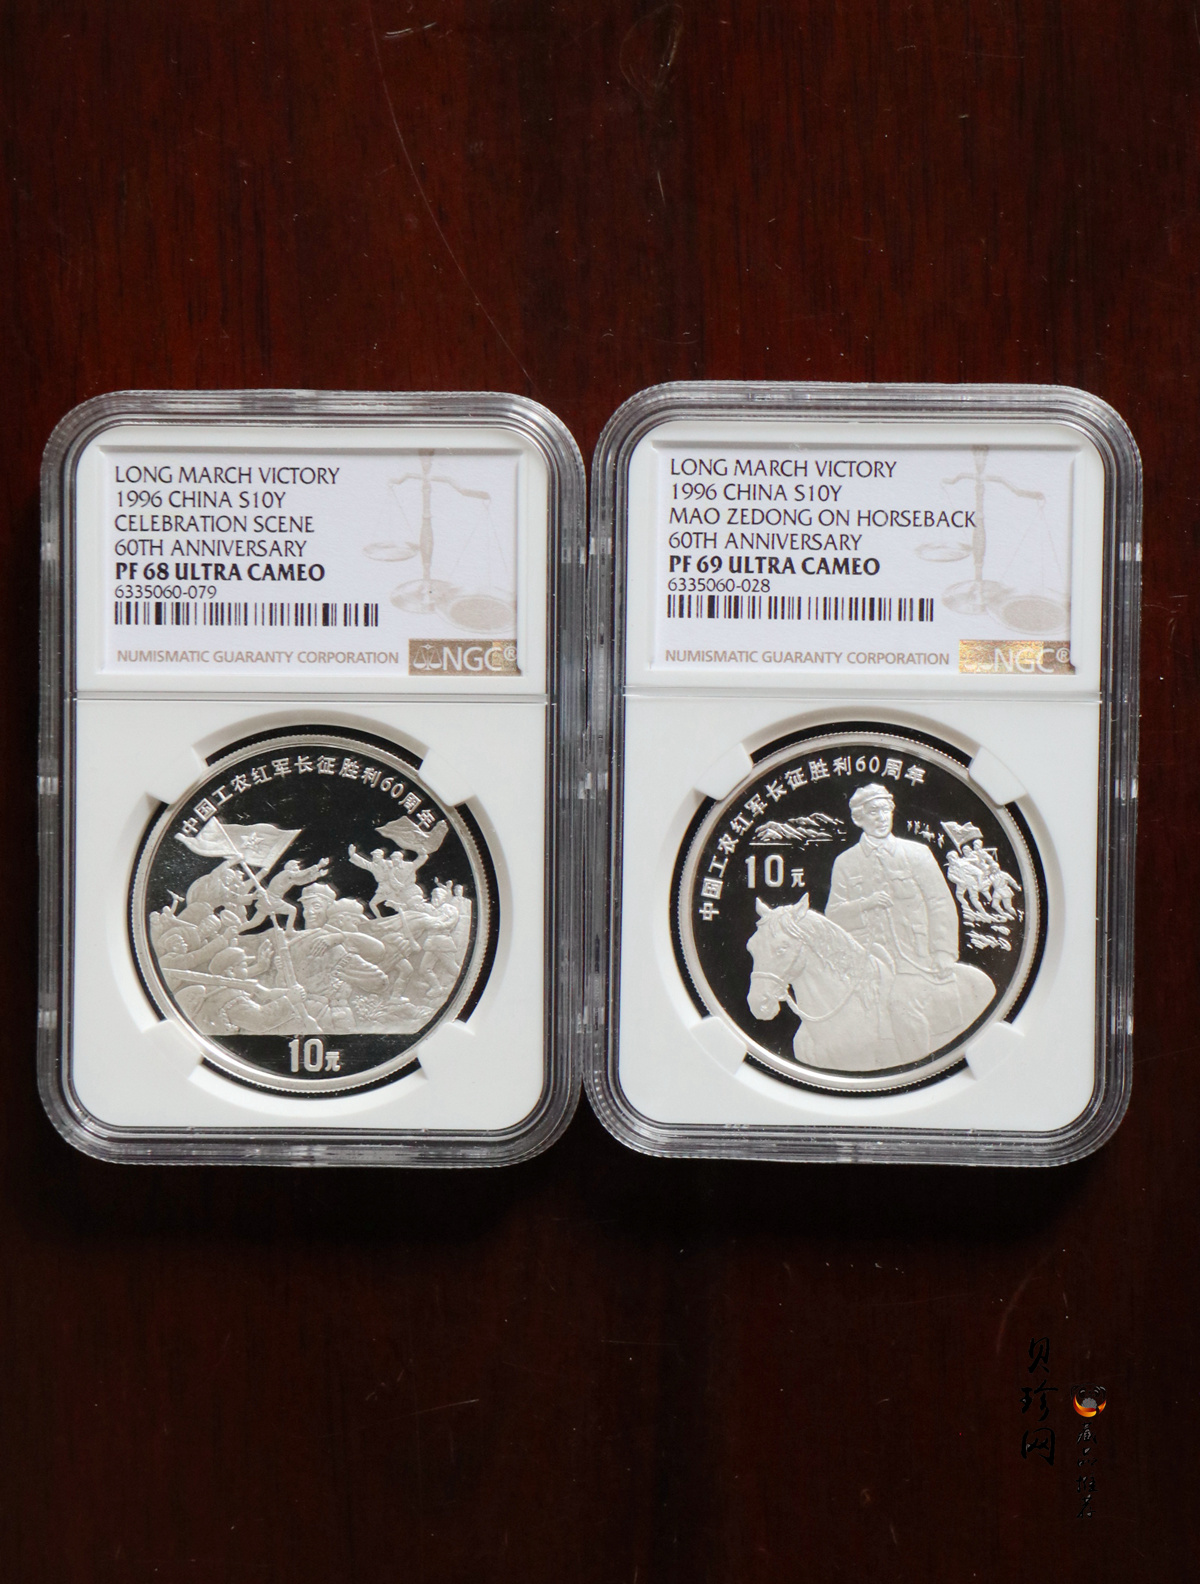 LONG MARCH VICTORY
1996 CHINA S10Y
CELEBRATION SCENE
60TH ANNIVERSARY
PF 68 ULTRA CAMEO
6335060-079
NUMISMATIC GUARANTY CORPORATION
NGC®
中国工农红军长征胜利60周年
10元
LONG MARCH VICTORY
1996 CHINA S10Y
MAO ZEDONG ON HORSEBACK
60TH ANNIVERSARY
PF 69 ULTRA CAMEO
6335060-028
NUMISMATIC GUARANTY CORPORATION
NGC®
中国工农红军长征胜利60周年
10元
贝珍网